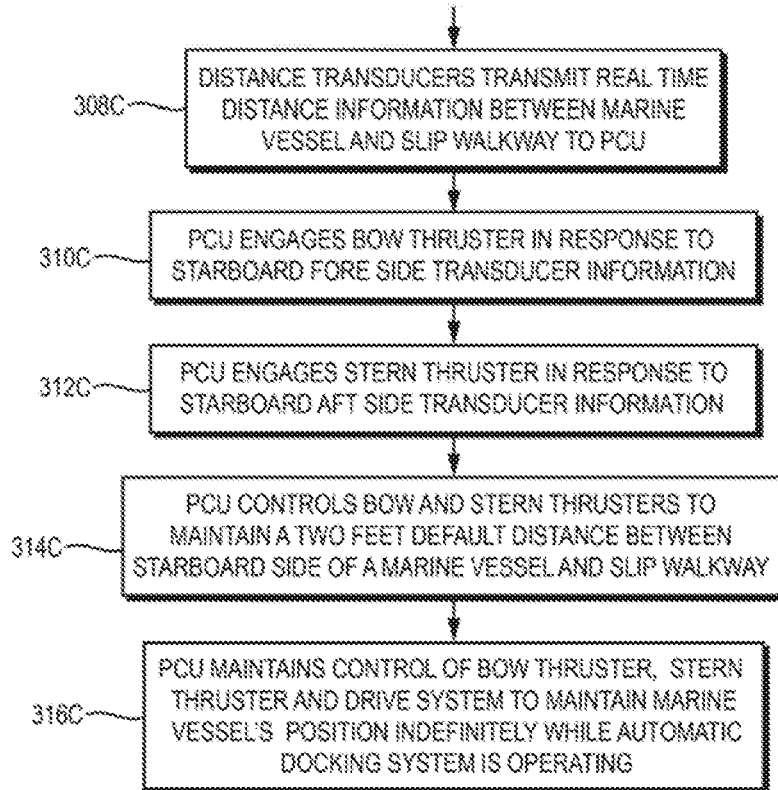 308C
DISTANCE TRANSDUCERS TRANSMIT REAL TIME
DISTANCE INFORMATION BETWEEN MARINE
VESSEL AND SLIP WALKWAY TO PCU
310C
PCU ENGAGES BOW THRUSTER IN RESPONSE TO
STARBOARD FORE SIDE TRANSDUCER INFORMATION
312C
PCU ENGAGES STERN THRUSTER IN RESPONSE TO
STARBOARD AFT SIDE TRANSDUCER INFORMATION
314C
PCU CONTROLS BOW AND STERN THRUSTERS TO
MAINTAIN A TWO FEET DEFAULT DISTANCE BETWEEN
STARBOARD SIDE OF A MARINE VESSEL AND SLIP WALKWAY
316C
PCU MAINTAINS CONTROL OF BOW THRUSTER, STERN
THRUSTER AND DRIVE SYSTEM TO MAINTAIN MARINE
VESSEL'S POSITION INDEFINITELY WHILE AUTOMATIC
DOCKING SYSTEM IS OPERATING